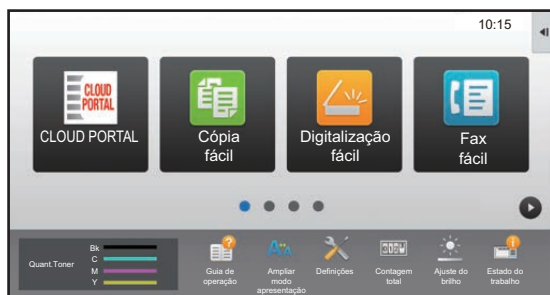 10:15
CLOUD
PORTAL
CLOUD PORTAL
Cópia
fácil
Digitalização
fácil
Fax
fácil
Quant.Toner
Bk
C
M
Y
Guia de
operação
Ampliar
modo
apresentação
Definições
Contagem
total
Ajuste do
brilho
Estado do
trabalho